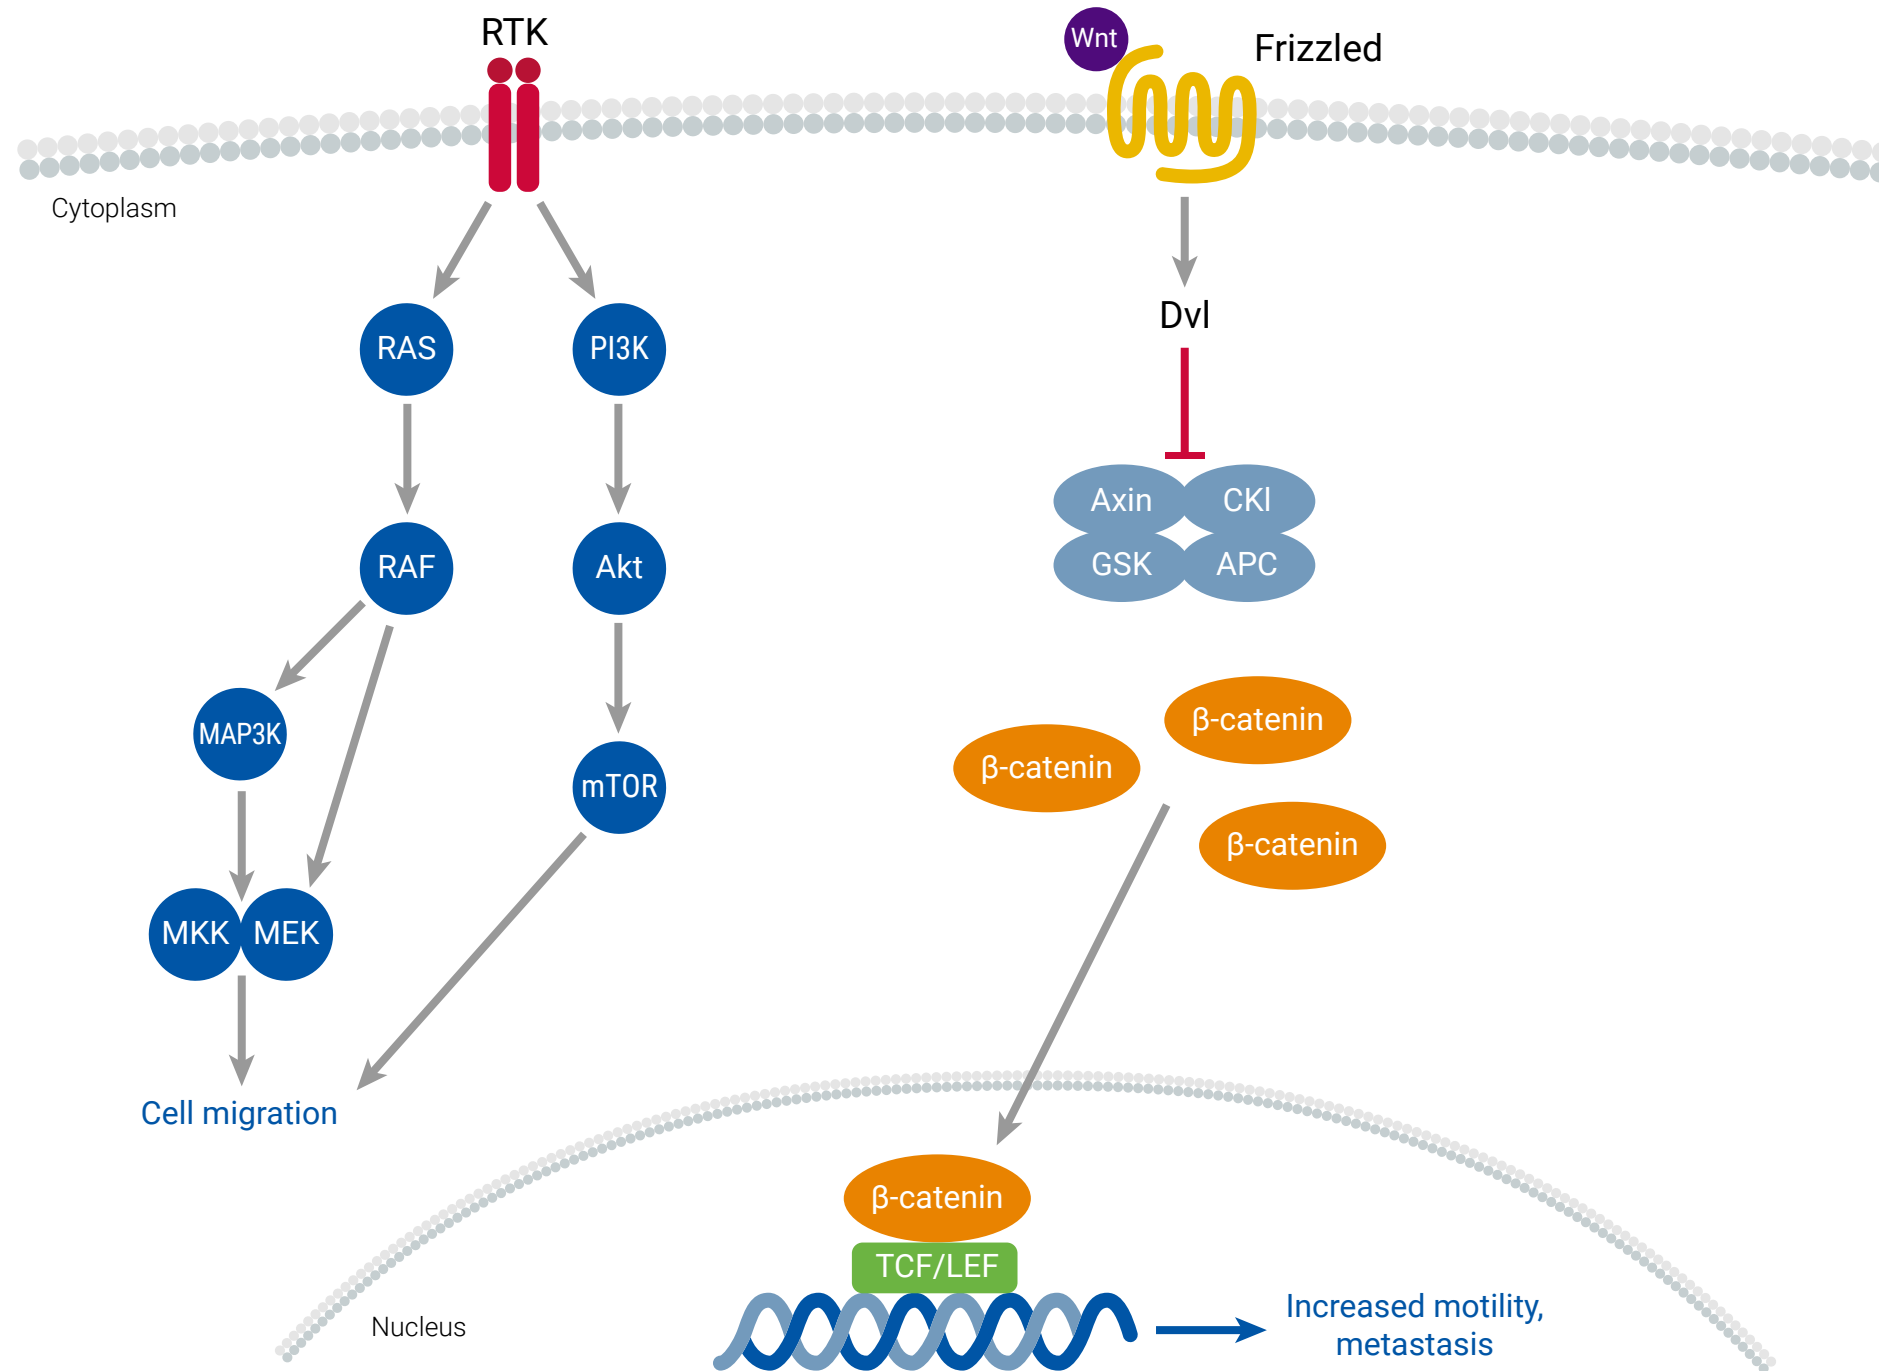 RTK
Wnt
Frizzled
Cytoplasm
Dvl
RAS
PI3K
Axin
CKl
GSK
APC
RAF
Akt
MAP3K
mTOR
β-catenin
β-catenin
β-catenin
MKK
MEK
Cell migration
β-catenin
TCF/LEF
Nucleus
Increased motility,
metastasis